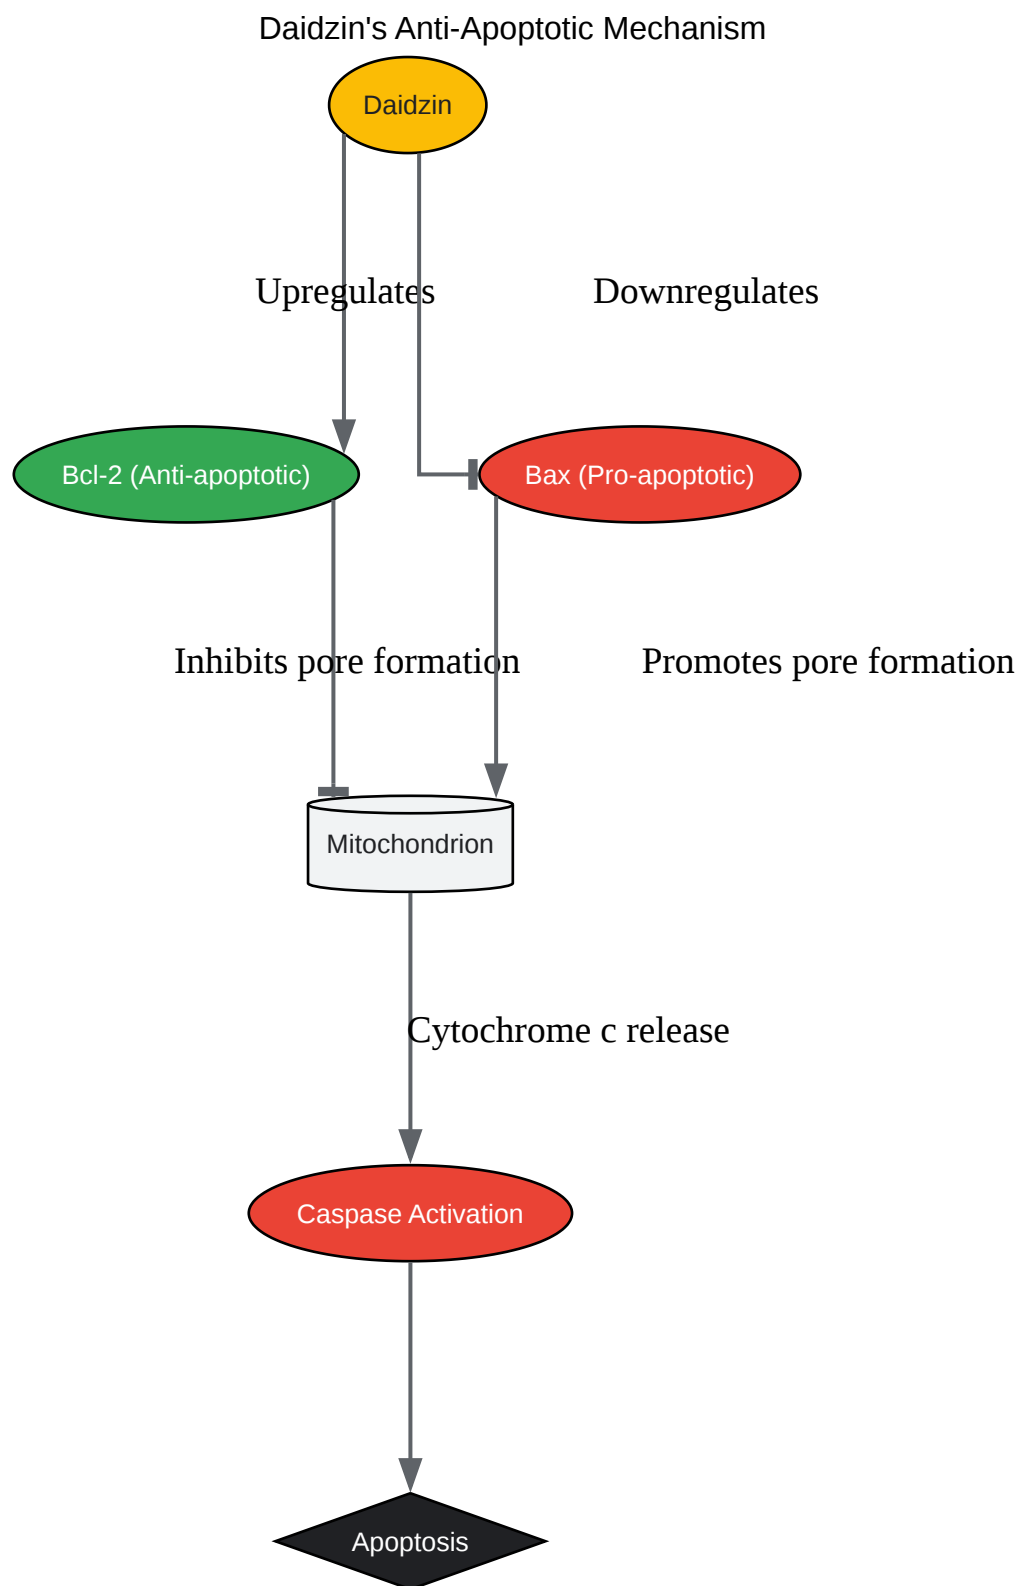 Daidzin's Anti-Apoptotic Mechanism
Daidzin
Upregulates
Downregulates
Bcl-2 (Anti-apoptotic)
Bax (Pro-apoptotic)
Inhibits pore formation
Promotes pore formation
Mitochondrion
Cytochrome c release
Caspase Activation
Apoptosis